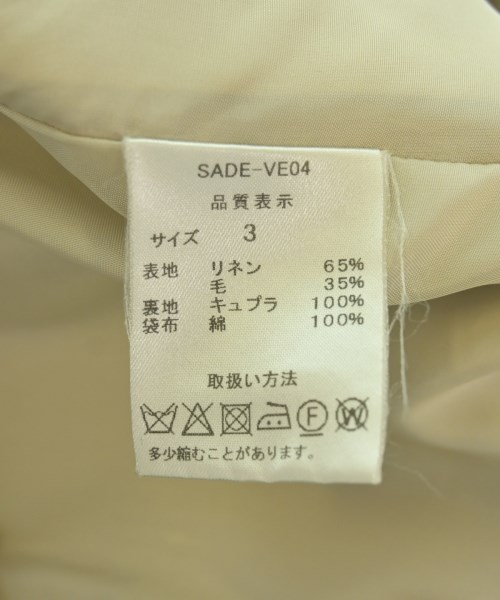 SADE-VE04
品質表示
サイズ 3
表地 リネン 65%
毛 35%
裏地 キュプラ 100%
袋布 綿 100%
取扱い方法
F W
多少縮むことがあります。